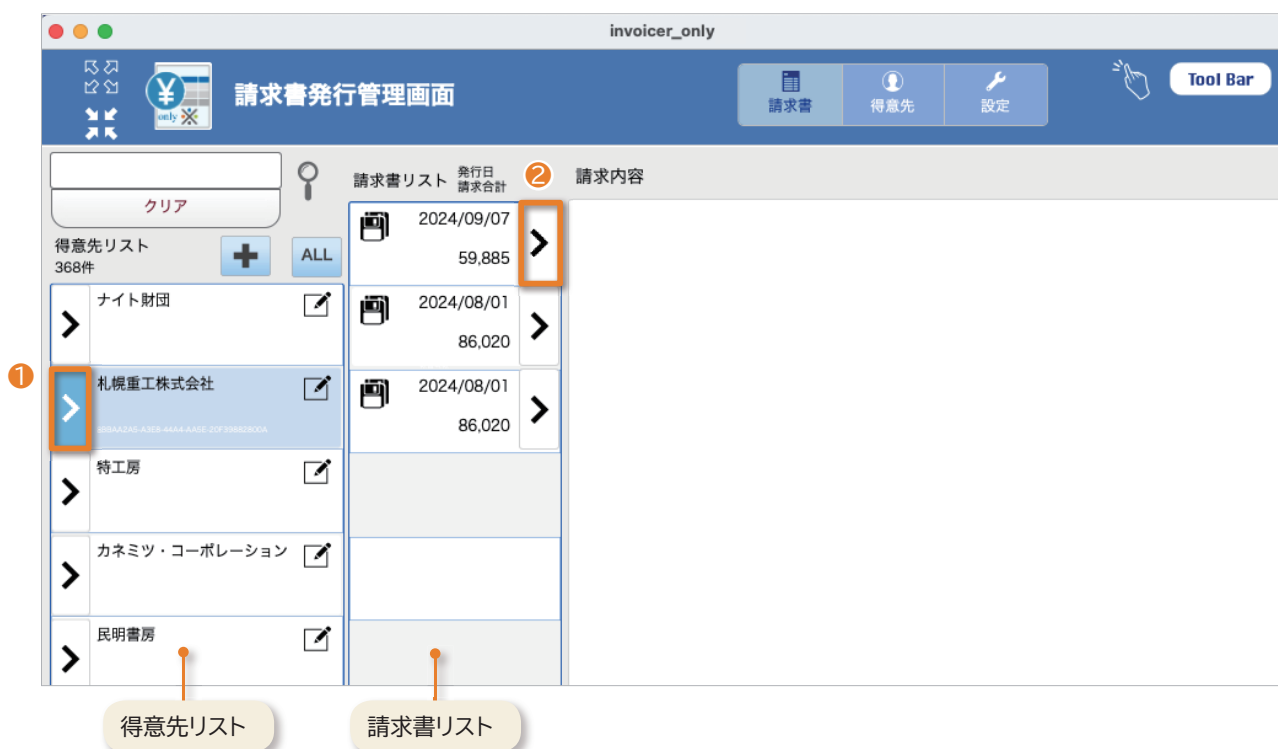 invoicer_only
only ※
請求書発行管理画面
請求書
得意先
設定
Tool Bar
クリア
得意先リスト
368件
ALL
請求書リスト 発行日
請求合計
2
請求内容
1
ナイト財団
札幌重工株式会社
特工房
カネミツ・コーポレーション
民明書房
2024/09/07
59,885
2024/08/01
86,020
2024/08/01
86,020
得意先リスト
請求書リスト